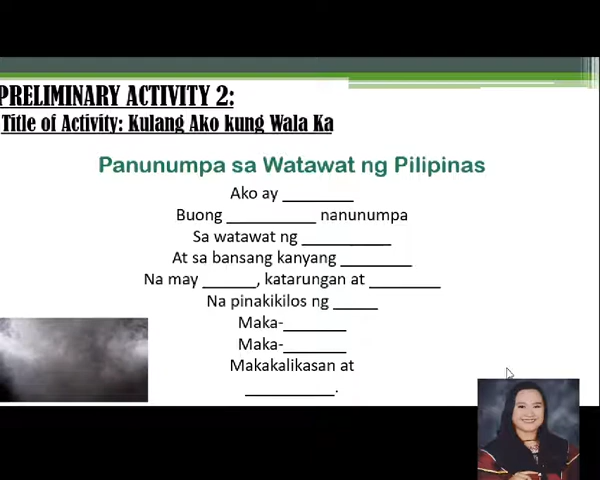 PRELIMINARY ACTIVITY 2:
Title of Activity: Kulang Ako kung Wala Ka
Panunumpa sa Watawat ng Pilipinas
Ako ay ________
Buong __________ nanunumpa
Sa watawat ng __________
At sa bansang kanyang ________
Na may ______, katarungan at ________
Na pinakikilos ng _____
Maka-_______
Maka-_______
Makakalikasan at
__________.